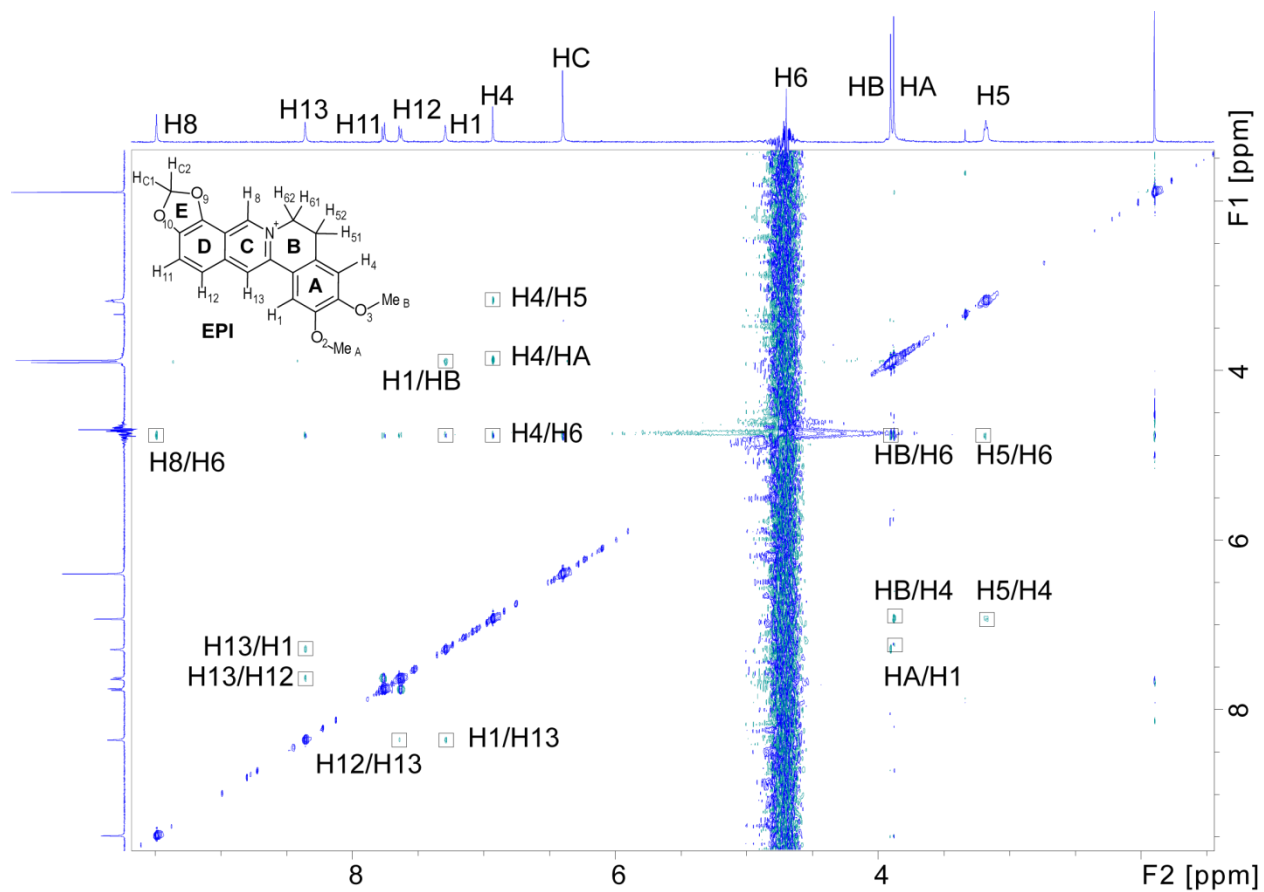 HC
H6
HB HA
H13
H4
H8
H11
H12
H1
H5
F1 [ppm]
HC1
HC2
E
O9
O10
H8
H62
H61
H52
H51
D
C
N+
B
H11
H12
H13
H4
A
H1
O3
Me B
O2
Me A
EPI
H4/H5
H1/HB
H4/HA
4
H8/H6
H4/H6
HB/H6
H5/H6
6
HB/H4
H5/H4
H13/H1
H13/H12
HA/H1
8
H12/H13
H1/H13
8
6
4
F2 [ppm]